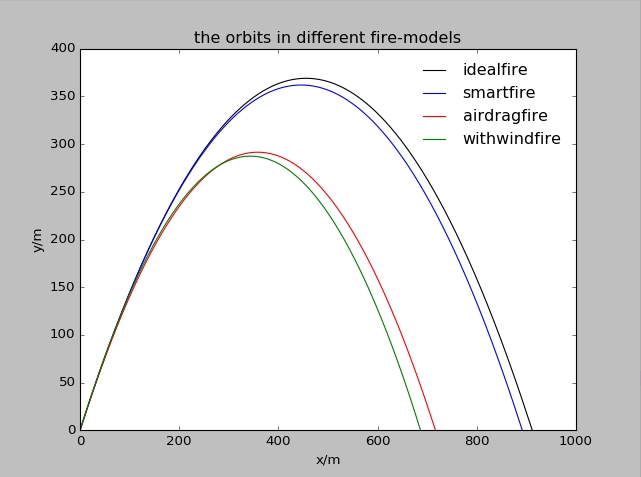 the orbits in different fire-models
400
350
300
250
200
150
100
50
0
y/m
idealfire
smartfire
airdragfire
withwindfire
0 200 400 600 800 1000
x/m